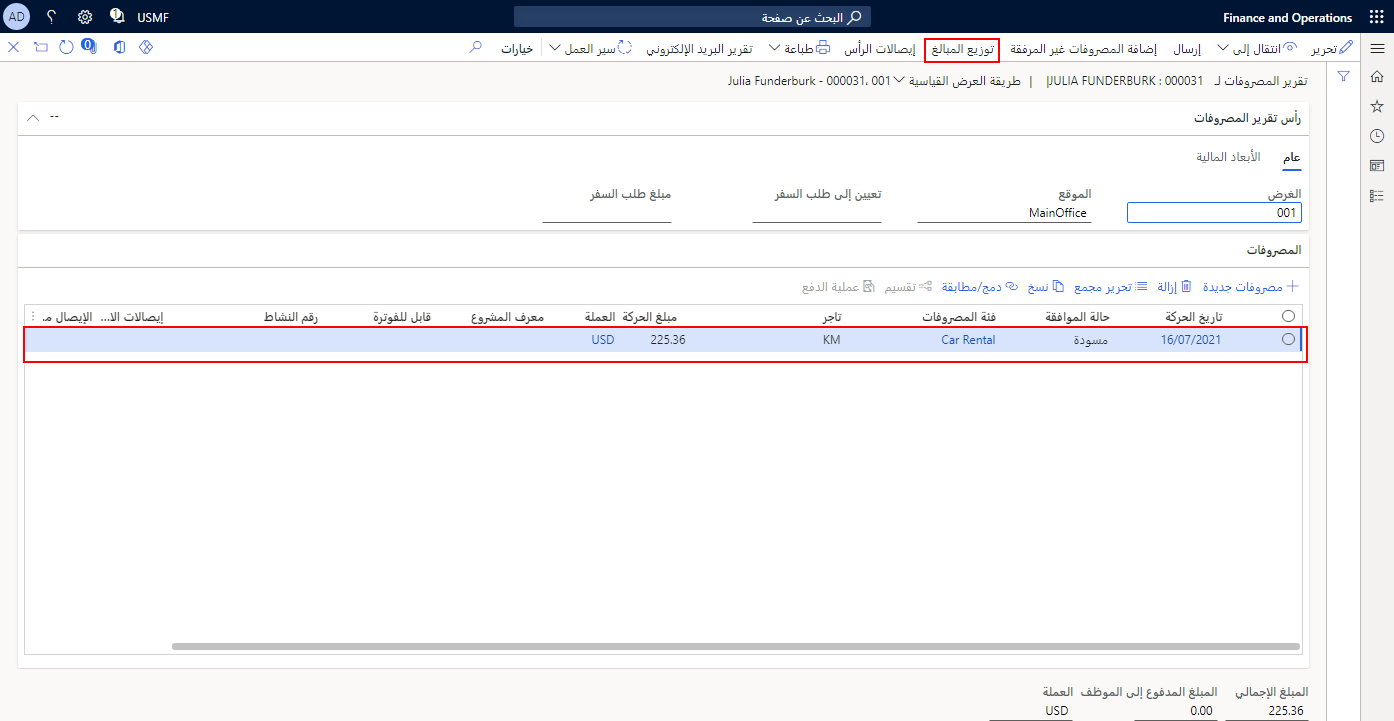 Finance and Operations
البحث عن صفحة
USMF
1
؟
AD
تحرير
انتقال إلى
إرسال
إضافة المصروفات غير المرفقة
توزيع المبالغ
إيصالات الرأس
طباعة
تقرير البريد الإلكتروني
سير العمل
خيارات
0
تقرير المصروفات لـ JULIA FUNDERBURK : 000031| | طريقة العرض القياسية
Julia Funderburk - 000031، 001
رأس تقرير المصروفات
--
عام
الأبعاد المالية
الغرض
الموقع
تعيين إلى طلب السفر
مبلغ طلب السفر
001
MainOffice
المصروفات
+ مصروفات جديدة
إزالة
تحرير مجمع
نسخ
دمج/مطابقة
تقسيم
عملية الدفع
تاريخ الحركة
حالة الموافقة
فئة المصروفات
تاجر
مبلغ الحركة
العملة
معرف المشروع
قابل للفوترة
رقم النشاط
إيصالات الا...
الإيصال م.
16/07/2021
مسودة
Car Rental
KM
225.36
USD
المبلغ الإجمالي
المبلغ المدفوع إلى الموظف
العملة
225.36
0.00
USD